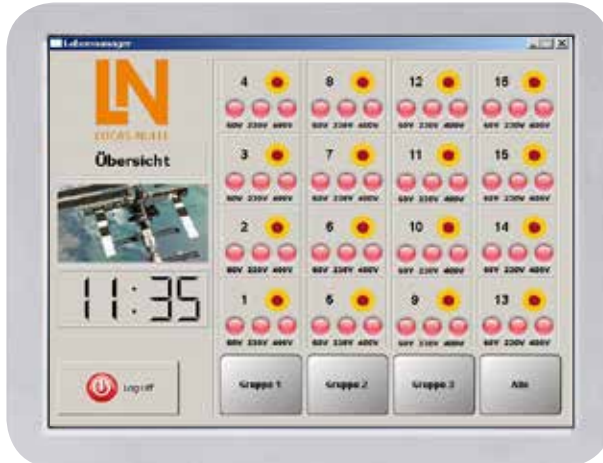 Labormanager
LN
LUCAS-NÜLLE
Übersicht
11:35
Log off
4 8 12 16
60V 230V 400V 60V 230V 400V 60V 230V 400V 60V 230V 400V
3 7 11 15
60V 230V 400V 60V 230V 400V 60V 230V 400V 60V 230V 400V
2 6 10 14
60V 230V 400V 60V 230V 400V 60V 230V 400V 60V 230V 400V
1 5 9 13
60V 230V 400V 60V 230V 400V 60V 230V 400V 60V 230V 400V
Gruppe 1 Gruppe 2 Gruppe 3 Alle